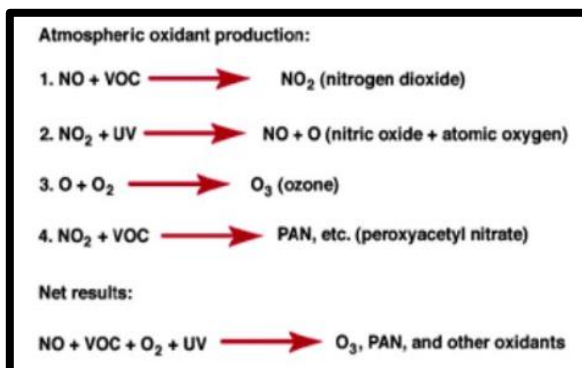 Atmospheric oxidant production:
1. NO + VOC → NO₂ (nitrogen dioxide)
2. NO₂ + UV → NO + O (nitric oxide + atomic oxygen)
3. O + O₂ → O₃ (ozone)
4. NO₂ + VOC → PAN, etc. (peroxyacetyl nitrate)
Net results:
NO + VOC + O₂ + UV → O₃, PAN, and other oxidants